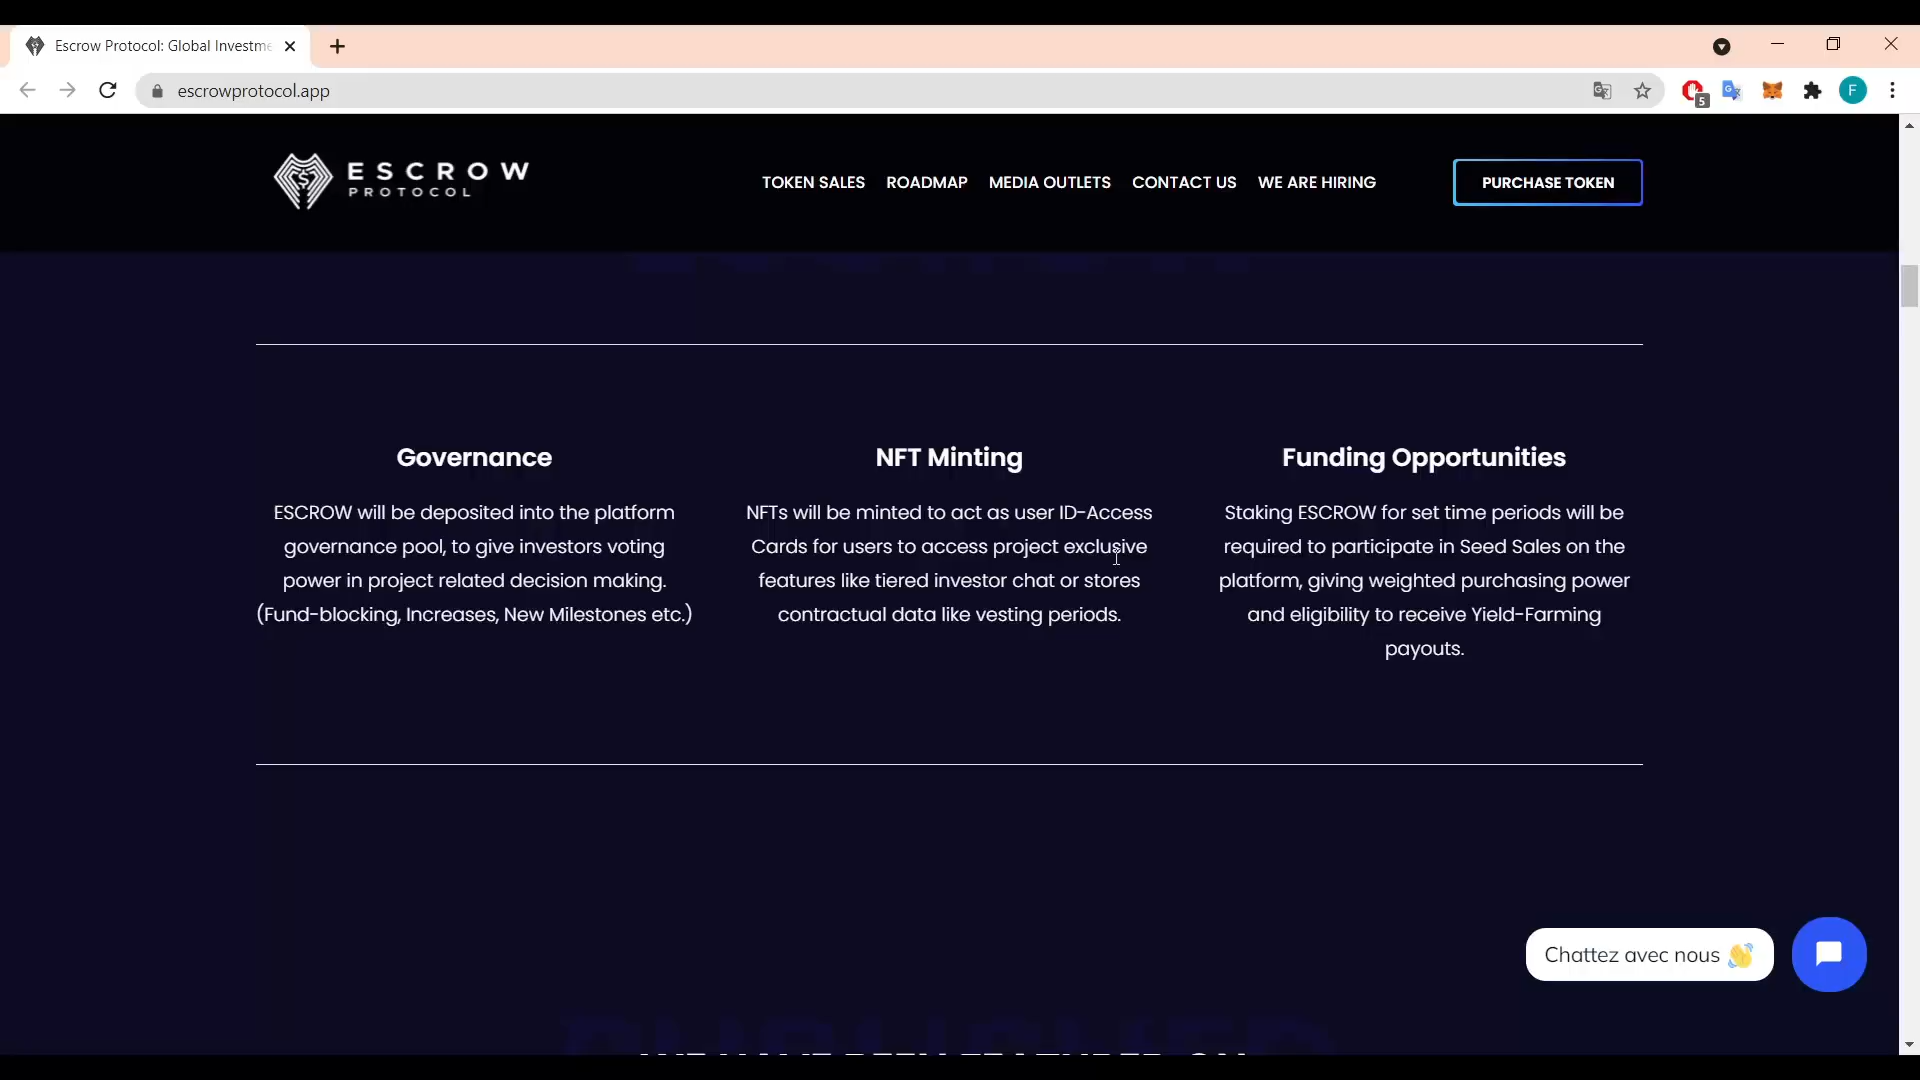 Escrow Protocol: Global Investme
escrowprotocol.app
5
F
ESCROW
PROTOCOL
TOKEN SALES ROADMAP MEDIA OUTLETS CONTACT US WE ARE HIRING PURCHASE TOKEN
Governance
ESCROW will be deposited into the platform
governance pool, to give investors voting
power in project related decision making.
(Fund-blocking, Increases, New Milestones etc.)
NFT Minting
NFTs will be minted to act as user ID-Access
Cards for users to access project exclusive
features like tiered investor chat or stores
contractual data like vesting periods.
Funding Opportunities
Staking ESCROW for set time periods will be
required to participate in Seed Sales on the
platform, giving weighted purchasing power
and eligibility to receive Yield-Farming
payouts.
Chattez avec nous 👋